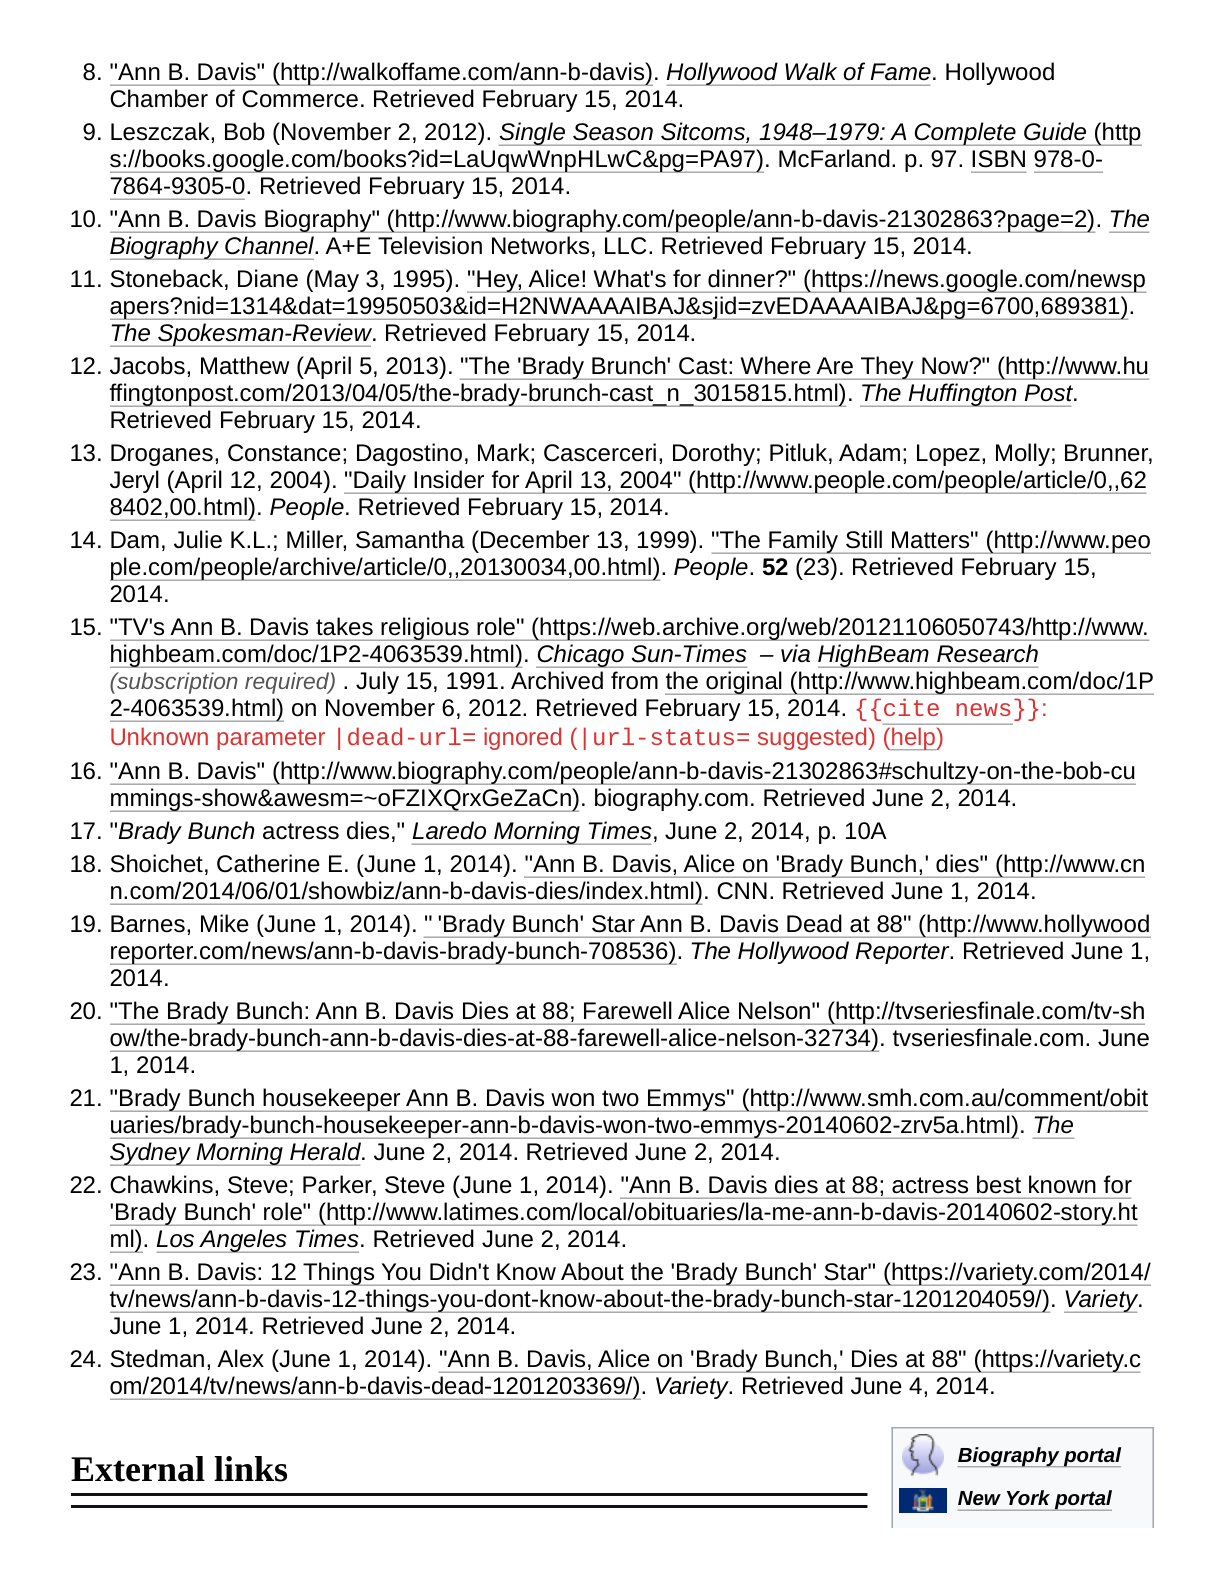 8. "Ann B. Davis" (http://walkoffame.com/ann-b-davis). Hollywood Walk of Fame. Hollywood
Chamber of Commerce. Retrieved February 15, 2014.
9. Leszczak, Bob (November 2, 2012). Single Season Sitcoms, 1948–1979: A Complete Guide (http
s://books.google.com/books?id=LaUqwWnpHLwC&pg=PA97). McFarland. p. 97. ISBN 978-0-
7864-9305-0. Retrieved February 15, 2014.
10. "Ann B. Davis Biography" (http://www.biography.com/people/ann-b-davis-21302863?page=2). The
Biography Channel. A+E Television Networks, LLC. Retrieved February 15, 2014.
11. Stoneback, Diane (May 3, 1995). "Hey, Alice! What's for dinner?" (https://news.google.com/newsp
apers?nid=1314&dat=19950503&id=H2NWAAAAIBAJ&sjid=zvEDAAAAIBAJ&pg=6700,689381).
The Spokesman-Review. Retrieved February 15, 2014.
12. Jacobs, Matthew (April 5, 2013). "The 'Brady Brunch' Cast: Where Are They Now?" (http://www.hu
ffingtonpost.com/2013/04/05/the-brady-brunch-cast_n_3015815.html). The Huffington Post.
Retrieved February 15, 2014.
13. Droganes, Constance; Dagostino, Mark; Cascerceri, Dorothy; Pitluk, Adam; Lopez, Molly; Brunner,
Jeryl (April 12, 2004). "Daily Insider for April 13, 2004" (http://www.people.com/people/article/0,,62
8402,00.html). People. Retrieved February 15, 2014.
14. Dam, Julie K.L.; Miller, Samantha (December 13, 1999). "The Family Still Matters" (http://www.peo
ple.com/people/archive/article/0,,20130034,00.html). People. 52 (23). Retrieved February 15,
2014.
15. "TV's Ann B. Davis takes religious role" (https://web.archive.org/web/20121106050743/http://www.
highbeam.com/doc/1P2-4063539.html). Chicago Sun-Times – via HighBeam Research
(subscription required) . July 15, 1991. Archived from the original (http://www.highbeam.com/doc/1P
2-4063539.html) on November 6, 2012. Retrieved February 15, 2014. {{cite news}}:
Unknown parameter |dead-url= ignored (|url-status= suggested) (help)
16. "Ann B. Davis" (http://www.biography.com/people/ann-b-davis-21302863#schultzy-on-the-bob-cu
mmings-show&awesm=~oFZIXQrxGeZaCn). biography.com. Retrieved June 2, 2014.
17. "Brady Bunch actress dies," Laredo Morning Times, June 2, 2014, p. 10A
18. Shoichet, Catherine E. (June 1, 2014). "Ann B. Davis, Alice on 'Brady Bunch,' dies" (http://www.cn
n.com/2014/06/01/showbiz/ann-b-davis-dies/index.html). CNN. Retrieved June 1, 2014.
19. Barnes, Mike (June 1, 2014). " 'Brady Bunch' Star Ann B. Davis Dead at 88" (http://www.hollywood
reporter.com/news/ann-b-davis-brady-bunch-708536). The Hollywood Reporter. Retrieved June 1,
2014.
20. "The Brady Bunch: Ann B. Davis Dies at 88; Farewell Alice Nelson" (http://tvseriesfinale.com/tv-sh
ow/the-brady-bunch-ann-b-davis-dies-at-88-farewell-alice-nelson-32734). tvseriesfinale.com. June
1, 2014.
21. "Brady Bunch housekeeper Ann B. Davis won two Emmys" (http://www.smh.com.au/comment/obit
uaries/brady-bunch-housekeeper-ann-b-davis-won-two-emmys-20140602-zrv5a.html). The
Sydney Morning Herald. June 2, 2014. Retrieved June 2, 2014.
22. Chawkins, Steve; Parker, Steve (June 1, 2014). "Ann B. Davis dies at 88; actress best known for
'Brady Bunch' role" (http://www.latimes.com/local/obituaries/la-me-ann-b-davis-20140602-story.ht
ml). Los Angeles Times. Retrieved June 2, 2014.
23. "Ann B. Davis: 12 Things You Didn't Know About the 'Brady Bunch' Star" (https://variety.com/2014/
tv/news/ann-b-davis-12-things-you-dont-know-about-the-brady-bunch-star-1201204059/). Variety.
June 1, 2014. Retrieved June 2, 2014.
24. Stedman, Alex (June 1, 2014). "Ann B. Davis, Alice on 'Brady Bunch,' Dies at 88" (https://variety.c
om/2014/tv/news/ann-b-davis-dead-1201203369/). Variety. Retrieved June 4, 2014.
External links
Biography portal
New York portal